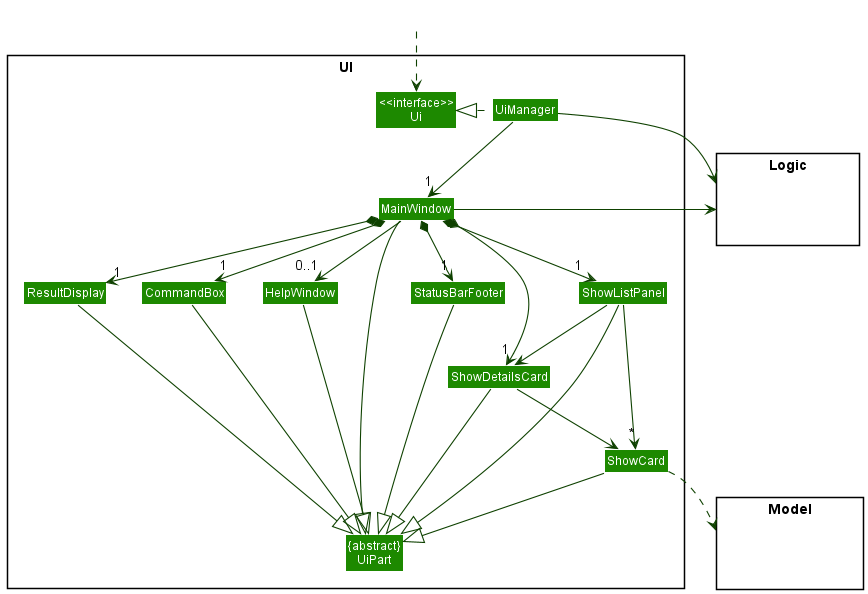 UI
<<interface>>
Ui
UiManager
Logic
1
MainWindow
1
1
0..1
1
1
ResultDisplay
CommandBox
HelpWindow
StatusBarFooter
ShowListPanel
1
ShowDetailsCard
*
ShowCard
Model
{abstract}
UiPart